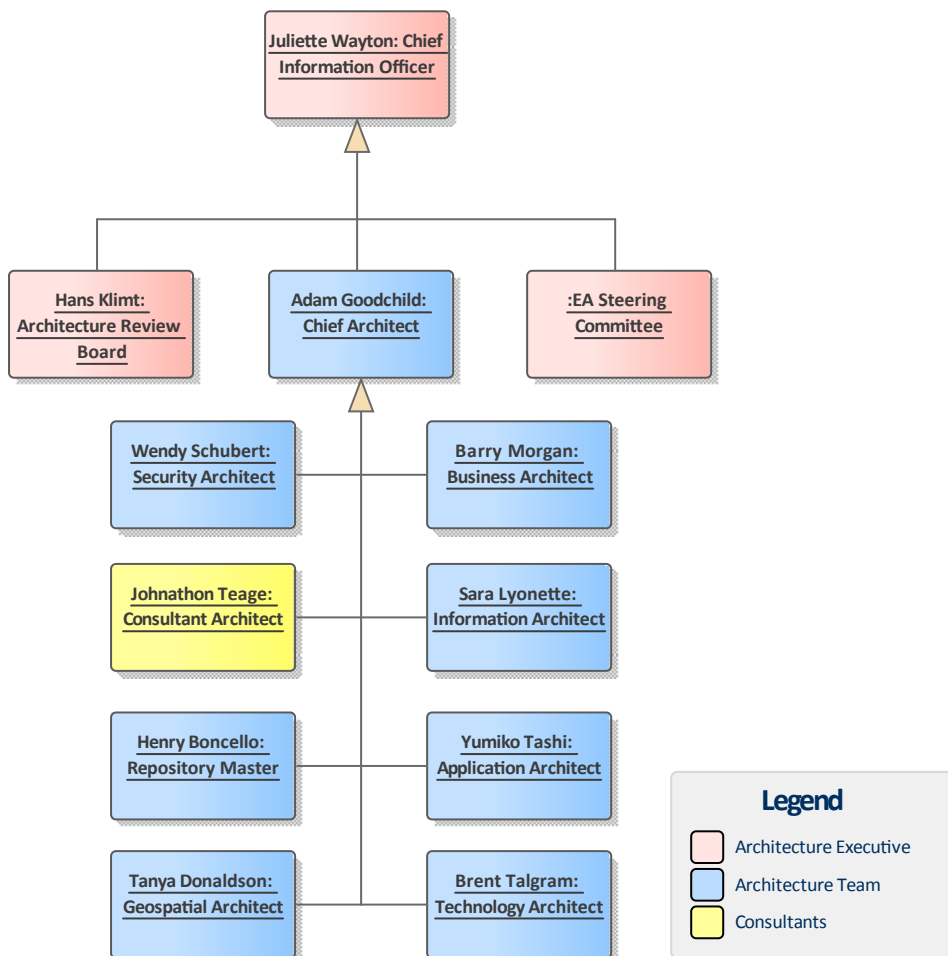 Juliette Wayton: Chief
Information Officer
Hans Klimt:
Architecture Review
Board
Adam Goodchild:
Chief Architect
:EA Steering
Committee
Wendy Schubert:
Security Architect
Barry Morgan:
Business Architect
Johnathon Teage:
Consultant Architect
Sara Lyonette:
Information Architect
Henry Boncello:
Repository Master
Yumiko Tashi:
Application Architect
Tanya Donaldson:
Geospatial Architect
Brent Talgram:
Technology Architect
Legend
Architecture Executive
Architecture Team
Consultants